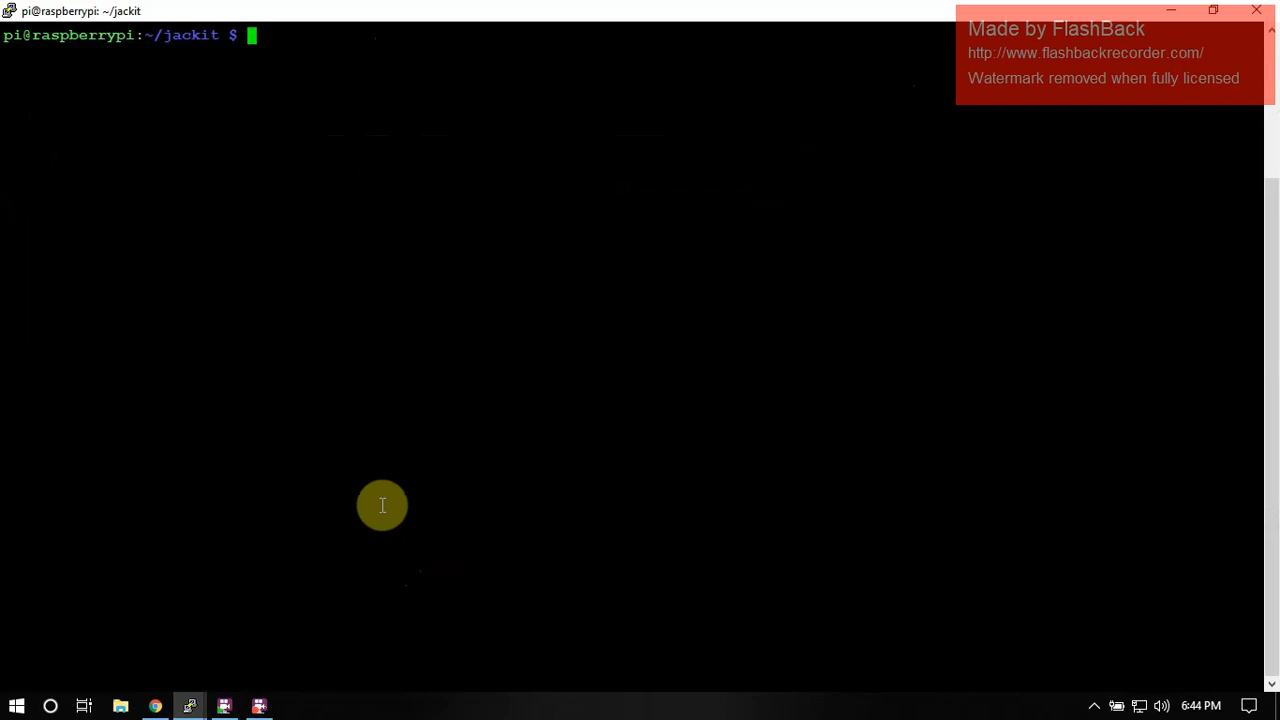 pi@raspberrypi: ~/jackit
pi@raspberrypi:~/jackit $
Made by FlashBack
http://www.flashbackrecorder.com/
Watermark removed when fully licensed
6:44 PM